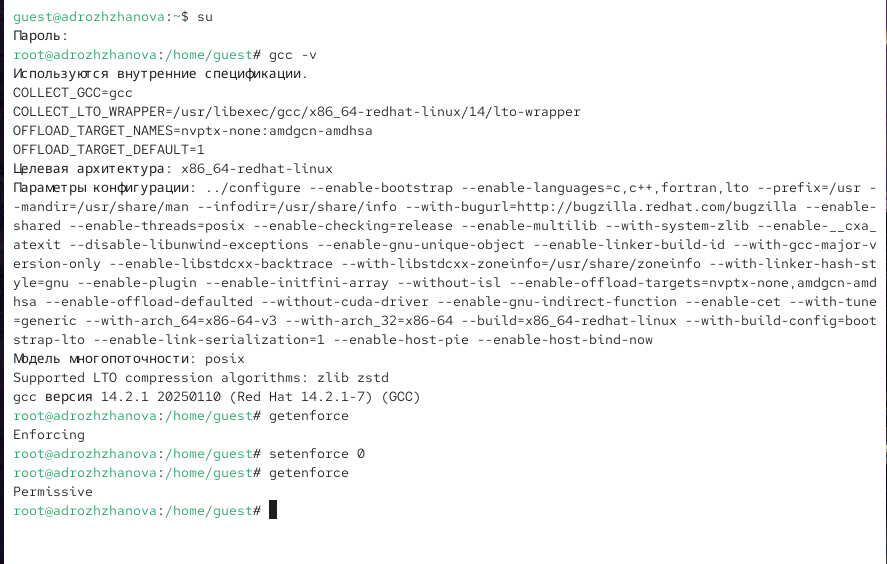 guest@adrozhzhanova:~$ su
Пароль:
root@adrozhzhanova:/home/guest# gcc -v
Используются внутренние спецификации.
COLLECT_GCC=gcc
COLLECT_LTO_WRAPPER=/usr/libexec/gcc/x86_64-redhat-linux/14/lto-wrapper
OFFLOAD_TARGET_NAMES=nvptx-none:amdgcn-amdhsa
OFFLOAD_TARGET_DEFAULT=1
Целевая архитектура: x86_64-redhat-linux
Параметры конфигурации: ../configure --enable-bootstrap --enable-languages=c,c++,fortran,lto --prefix=/usr -
-mandir=/usr/share/man --infodir=/usr/share/info --with-bugurl=http://bugzilla.redhat.com/bugzilla --enable-
shared --enable-threads=posix --enable-checking=release --enable-multilib --with-system-zlib --enable-__cxa_
atexit --disable-libunwind-exceptions --enable-gnu-unique-object --enable-linker-build-id --with-gcc-major-v
ersion-only --enable-libstdcxx-backtrace --with-libstdcxx-zoneinfo=/usr/share/zoneinfo --with-linker-hash-st
yle=gnu --enable-plugin --enable-initfini-array --without-isl --enable-offload-targets=nvptx-none,amdgcn-amd
hsa --enable-offload-defaulted --without-cuda-driver --enable-gnu-indirect-function --enable-cet --with-tune
=generic --with-arch_64=x86-64-v3 --with-arch_32=x86-64 --build=x86_64-redhat-linux --with-build-config=boot
strap-lto --enable-link-serialization=1 --enable-host-pie --enable-host-bind-now
Модель многопоточности: posix
Supported LTO compression algorithms: zlib zstd
gcc версия 14.2.1 20250110 (Red Hat 14.2.1-7) (GCC)
root@adrozhzhanova:/home/guest# getenforce
Enforcing
root@adrozhzhanova:/home/guest# setenforce 0
root@adrozhzhanova:/home/guest# getenforce
Permissive
root@adrozhzhanova:/home/guest#